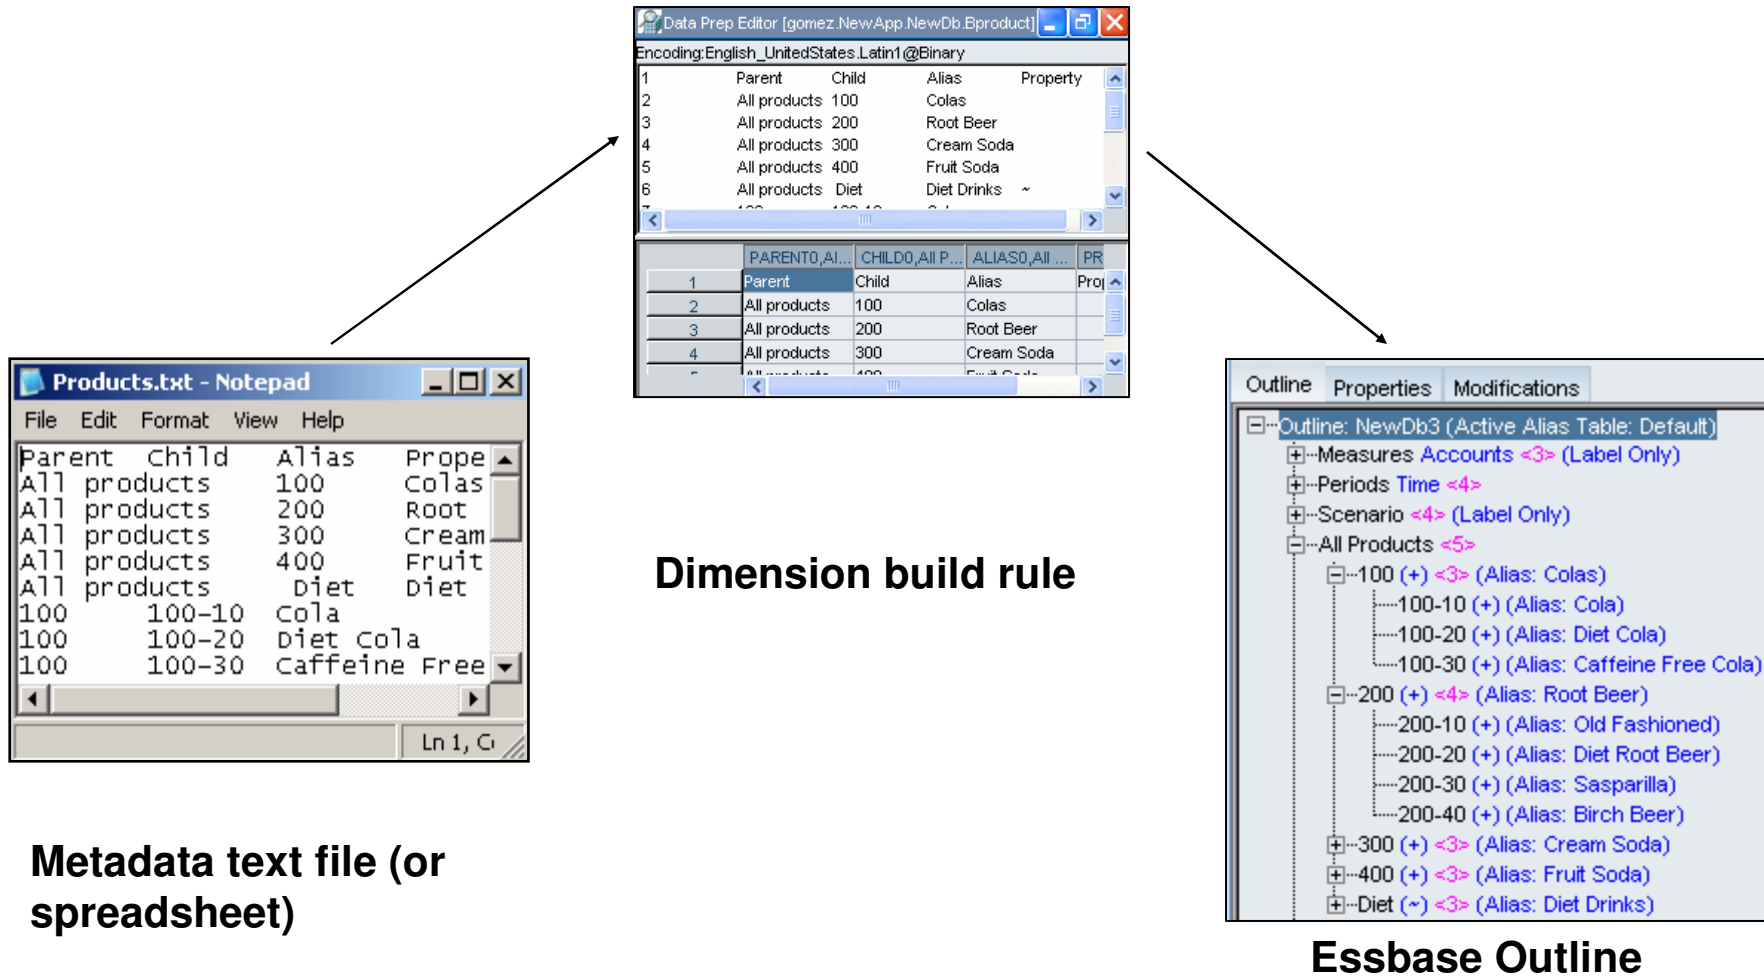 Data Prep Editor [gomez.NewApp.NewDb.Bproduct]
Encoding:English_UnitedStates.Latin1@Binary
1 Parent Child Alias Property
2 All products 100 Colas
3 All products 200 Root Beer
4 All products 300 Cream Soda
5 All products 400 Fruit Soda
6 All products Diet Diet Drinks ~
PARENT0,Al... CHILD0,All P... ALIAS0,All ... PR
1 Parent Child Alias Pro
2 All products 100 Colas
3 All products 200 Root Beer
4 All products 300 Cream Soda
Dimension build rule
Products.txt - Notepad
File Edit Format View Help
Parent Child Alias Prope
All products 100 Colas
All products 200 Root
All products 300 Cream
All products 400 Fruit
All products Diet Diet
100 100-10 Cola
100 100-20 Diet Cola
100 100-30 Caffeine Free
Ln 1, C
Metadata text file (or
spreadsheet)
Outline Properties Modifications
Outline: NewDb3 (Active Alias Table: Default)
Measures Accounts <3> (Label Only)
Periods Time <4>
Scenario <4> (Label Only)
All Products <5>
100 (+) <3> (Alias: Colas)
100-10 (+) (Alias: Cola)
100-20 (+) (Alias: Diet Cola)
100-30 (+) (Alias: Caffeine Free Cola)
200 (+) <4> (Alias: Root Beer)
200-10 (+) (Alias: Old Fashioned)
200-20 (+) (Alias: Diet Root Beer)
200-30 (+) (Alias: Sasparilla)
200-40 (+) (Alias: Birch Beer)
300 (+) <3> (Alias: Cream Soda)
400 (+) <3> (Alias: Fruit Soda)
Diet (~) <3> (Alias: Diet Drinks)
Essbase Outline